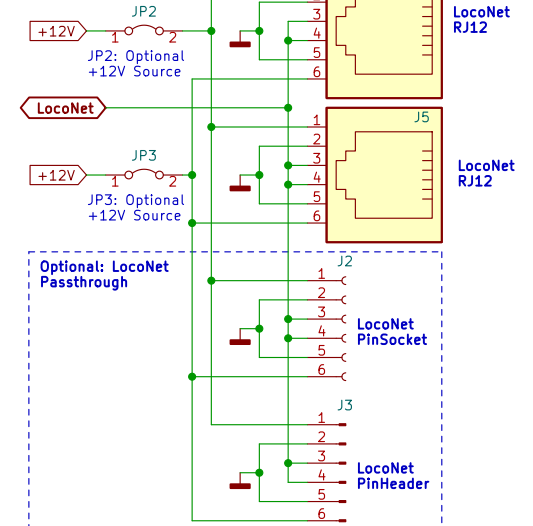 JP2
+12V
1 2
JP2: Optional
+12V Source
3
4
5
6
LocoNet
RJ12
LocoNet
J5
1
2
3
4
5
6
LocoNet
RJ12
JP3
+12V
1 2
JP3: Optional
+12V Source
Optional: LocoNet
Passthrough
J2
1
2
3
4
5
6
LocoNet
PinSocket
J3
1
2
3
4
5
6
LocoNet
PinHeader